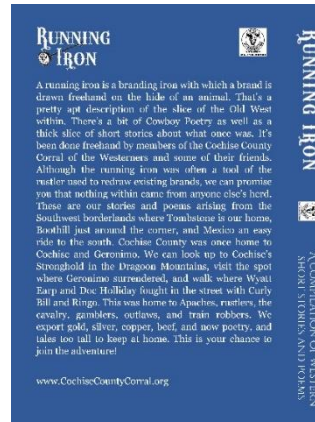 RUNNING
IRON
A running iron is a branding iron with which a brand is
drawn freehand on the hide of an animal. That's a
pretty apt description of the slice of the Old West
within. There's a bit of Cowboy Poetry as well as a
thick slice of short stories about what once was. It's
been done freehand by members of the Cochise County
Corral of the Westerners and some of their friends.
Although the running iron was often a tool of the
rustler used to redraw existing brands, we can promise
you that nothing within came from anyone else's herd.
These are our stories and poems arising from the
Southwest borderlands where Tombstone is our home,
Boothill just around the corner, and Mexico an easy
ride to the south. Cochise County was once home to
Cochise and Geronimo. We can look up to Cochise's
Stronghold in the Dragoon Mountains, visit the spot
where Geronimo surrendered, and walk where Wyatt
Earp and Doc Holliday fought in the street with Curly
Bill and Ringo. This was home to Apaches, rustlers, the
cavalry, gamblers, outlaws, and train robbers. We
export gold, silver, copper, beef, and now poetry, and
tales too tall to keep at home. This is your chance to
join the adventure!
www.CochiseCountyCorral.org
RUNNING IRON
A COMPILATION OF WESTERN
SHORT STORIES AND POEMS